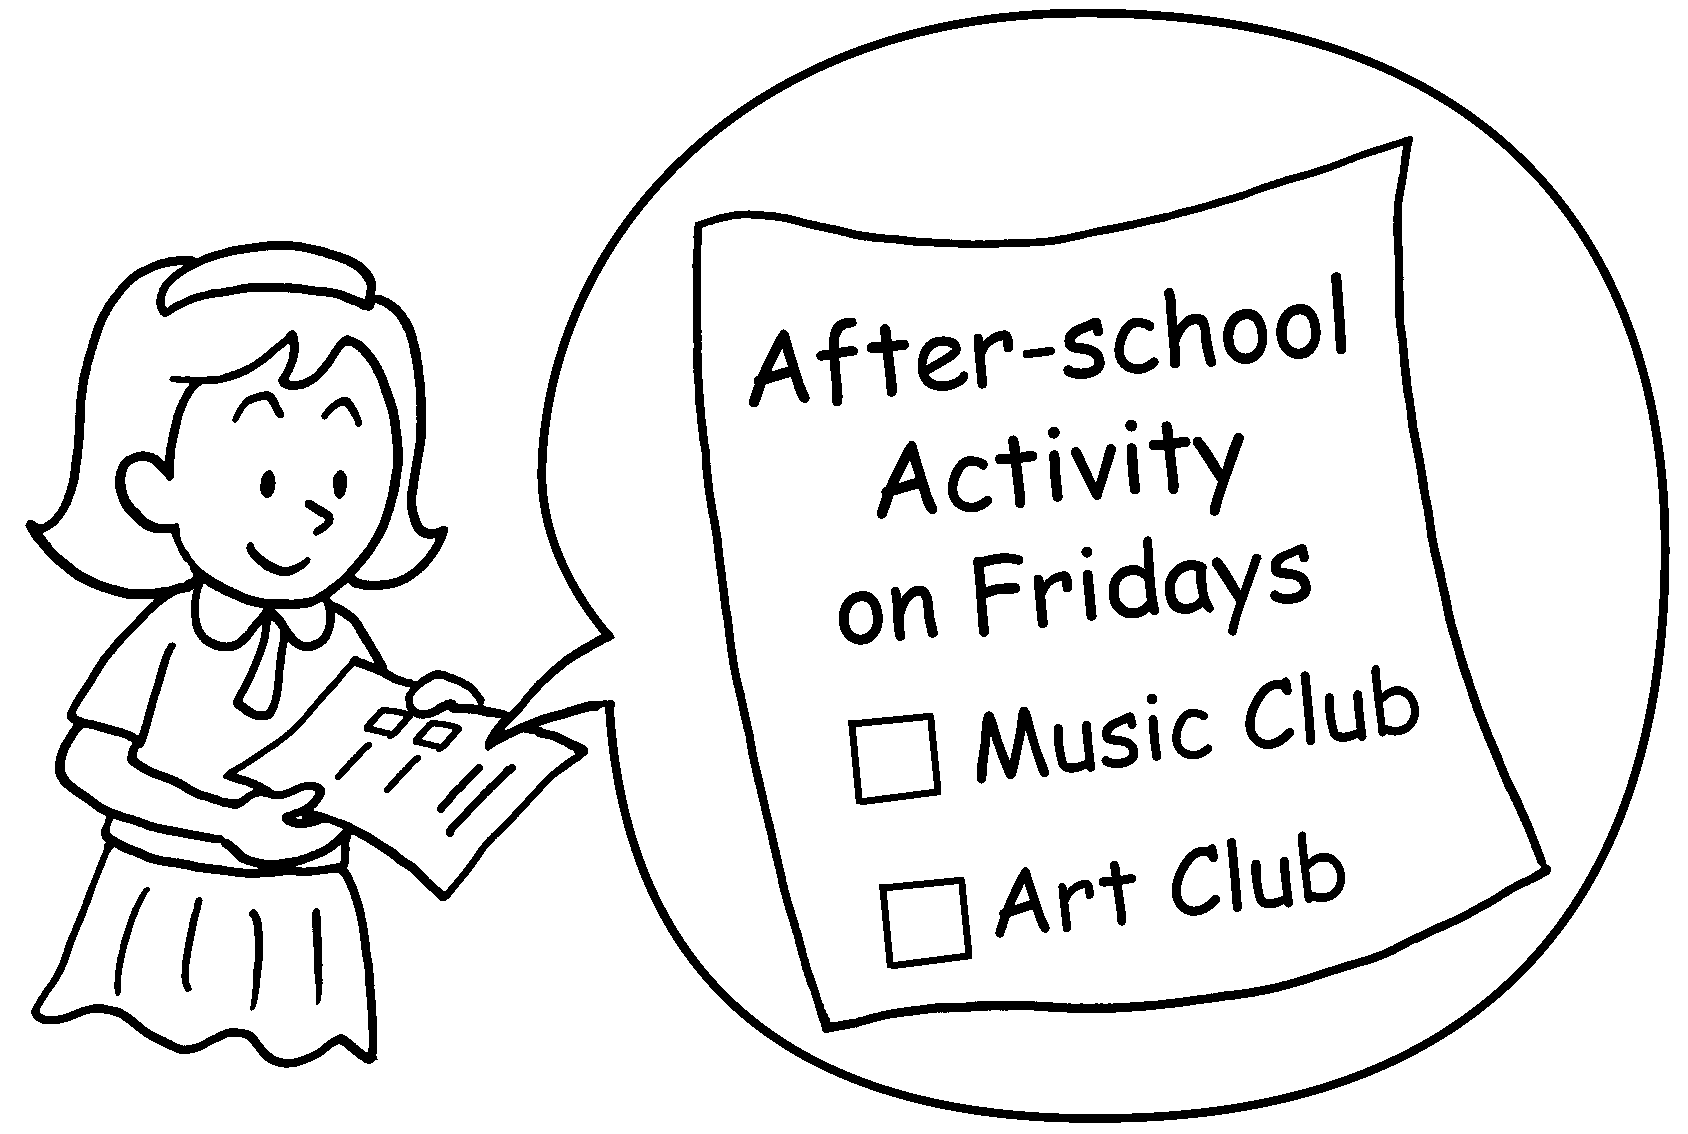 After-school
Activity
on Fridays
Music Club
Art Club